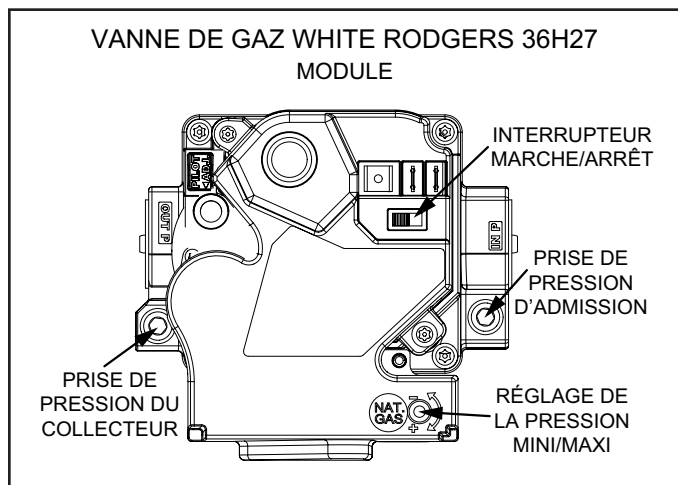 VANNE DE GAZ WHITE RODGERS 36H27
MODULE
INTERRUPTEUR
MARCHE/ARRÊT
PILOT
ADJ.
OUT P
IN P
PRISE DE
PRESSION
D'ADMISSION
PRISE DE
PRESSION DU
COLLECTEUR
NAT.
GAS
-
+
RÉGLAGE DE
LA PRESSION
MINI/MAXI